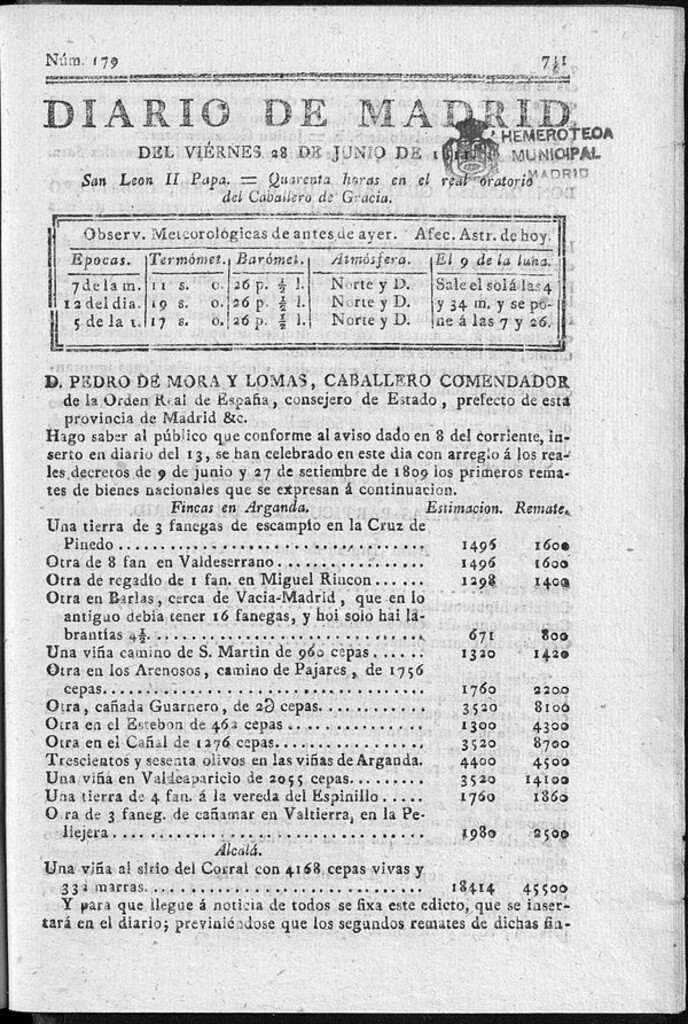 Núm. 179 741
DIARIO DE MADRID
DEL VIÉRNES 28 DE JUNIO DE
HEMEROTECA
MUNICIPAL
MADRID
San Leon II Papa. = Quarenta horas en el real oratorio
del Caballero de Gracia.
Observ. Meteorológicas de antes de ayer. Afec. Astr. de hoy.
Epocas. Termómet. Barómet. Atmósfera. El 9 de la luna.
7 de la m. 11 s. 0. 26 p. ½ l. Norte y D. Sale el sol á las 4
12 del dia. 19 s. 0. 26 p. ½ l. Norte y D. y 34 m. y se po-
5 de la t. 17 s. 0. 26 p. ½ l. Norte y D. ne á las 7 y 26.
D. PEDRO DE MORA Y LOMAS, CABALLERO COMENDADOR
de la Orden Real de España, consejero de Estado, prefecto de esta
provincia de Madrid &c.
Hago saber al público que conforme al aviso dado en 8 del corriente, in-
serto en diario del 13, se han celebrado en este dia con arreglo á los rea-
les decretos de 9 de junio y 27 de setiembre de 1809 los primeros rema-
tes de bienes nacionales que se expresan á continuacion.
Fincas en Arganda. Estimacion. Remate.
Una tierra de 3 fanegas de escampio en la Cruz de
Pinedo........ 1496 1600
Otra de 8 fan en Valdeserrano........ 1496 1600
Otra de regadío de 1 fan. en Miguel Rincon...... 1298 1400
Otra en Barlas, cerca de Vacia-Madrid, que en lo
antiguo debia tener 16 fanegas, y hoi solo hai la-
brantías 4½........ 671 800
Una viña camino de S. Martin de 960 cepas...... 1320 1420
Otra en los Arenosos, camino de Pajares, de 1756
cepas........ 1760 2200
Otra, cañada Guarnero, de 2Ɔ cepas........ 3520 8100
Otra en el Esteben de 462 cepas........ 1300 4300
Otra en el Cañal de 1276 cepas........ 3520 8700
Trescientos y sesenta olivos en las viñas de Arganda. 4400 4500
Una viña en Valdeaparicio de 2055 cepas........ 3520 14100
Una tierra de 4 fan. á la vereda del Espinillo..... 1760 1860
Otra de 3 faneg. de cañamar en Valtierra, en la Pe-
llejera........ 1980 2500
Alcalá.
Una viña al sitio del Corral con 4168 cepas vivas y
332 marras........ 18414 45500
Y para que llegue á noticia de todos se fixa este edicto, que se inser-
tará en el diario; previniéndose que los segundos remates de dichas fin-